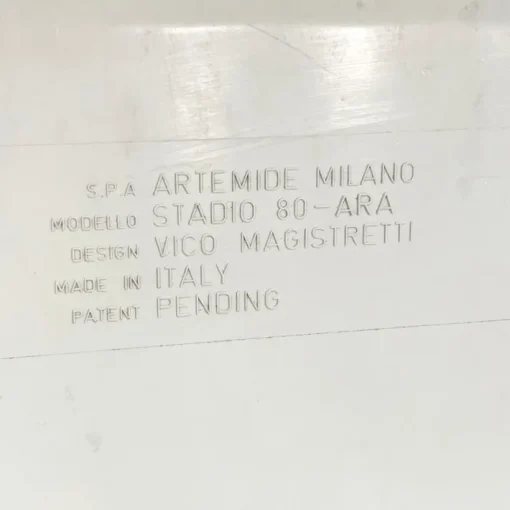 S.P.A ARTEMIDE MILANO
MODELLO STADIO 80-ARA
DESIGN VICO MAGISTRETTI
MADE IN ITALY
PATENT PENDING